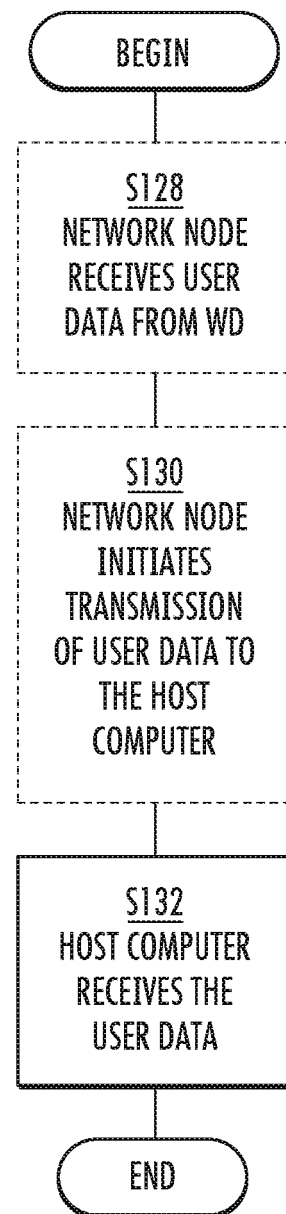 BEGIN
S128
NETWORK NODE
RECEIVES USER
DATA FROM WD
S130
NETWORK NODE
INITIATES
TRANSMISSION
OF USER DATA TO
THE HOST
COMPUTER
S132
HOST COMPUTER
RECEIVES THE
USER DATA
END